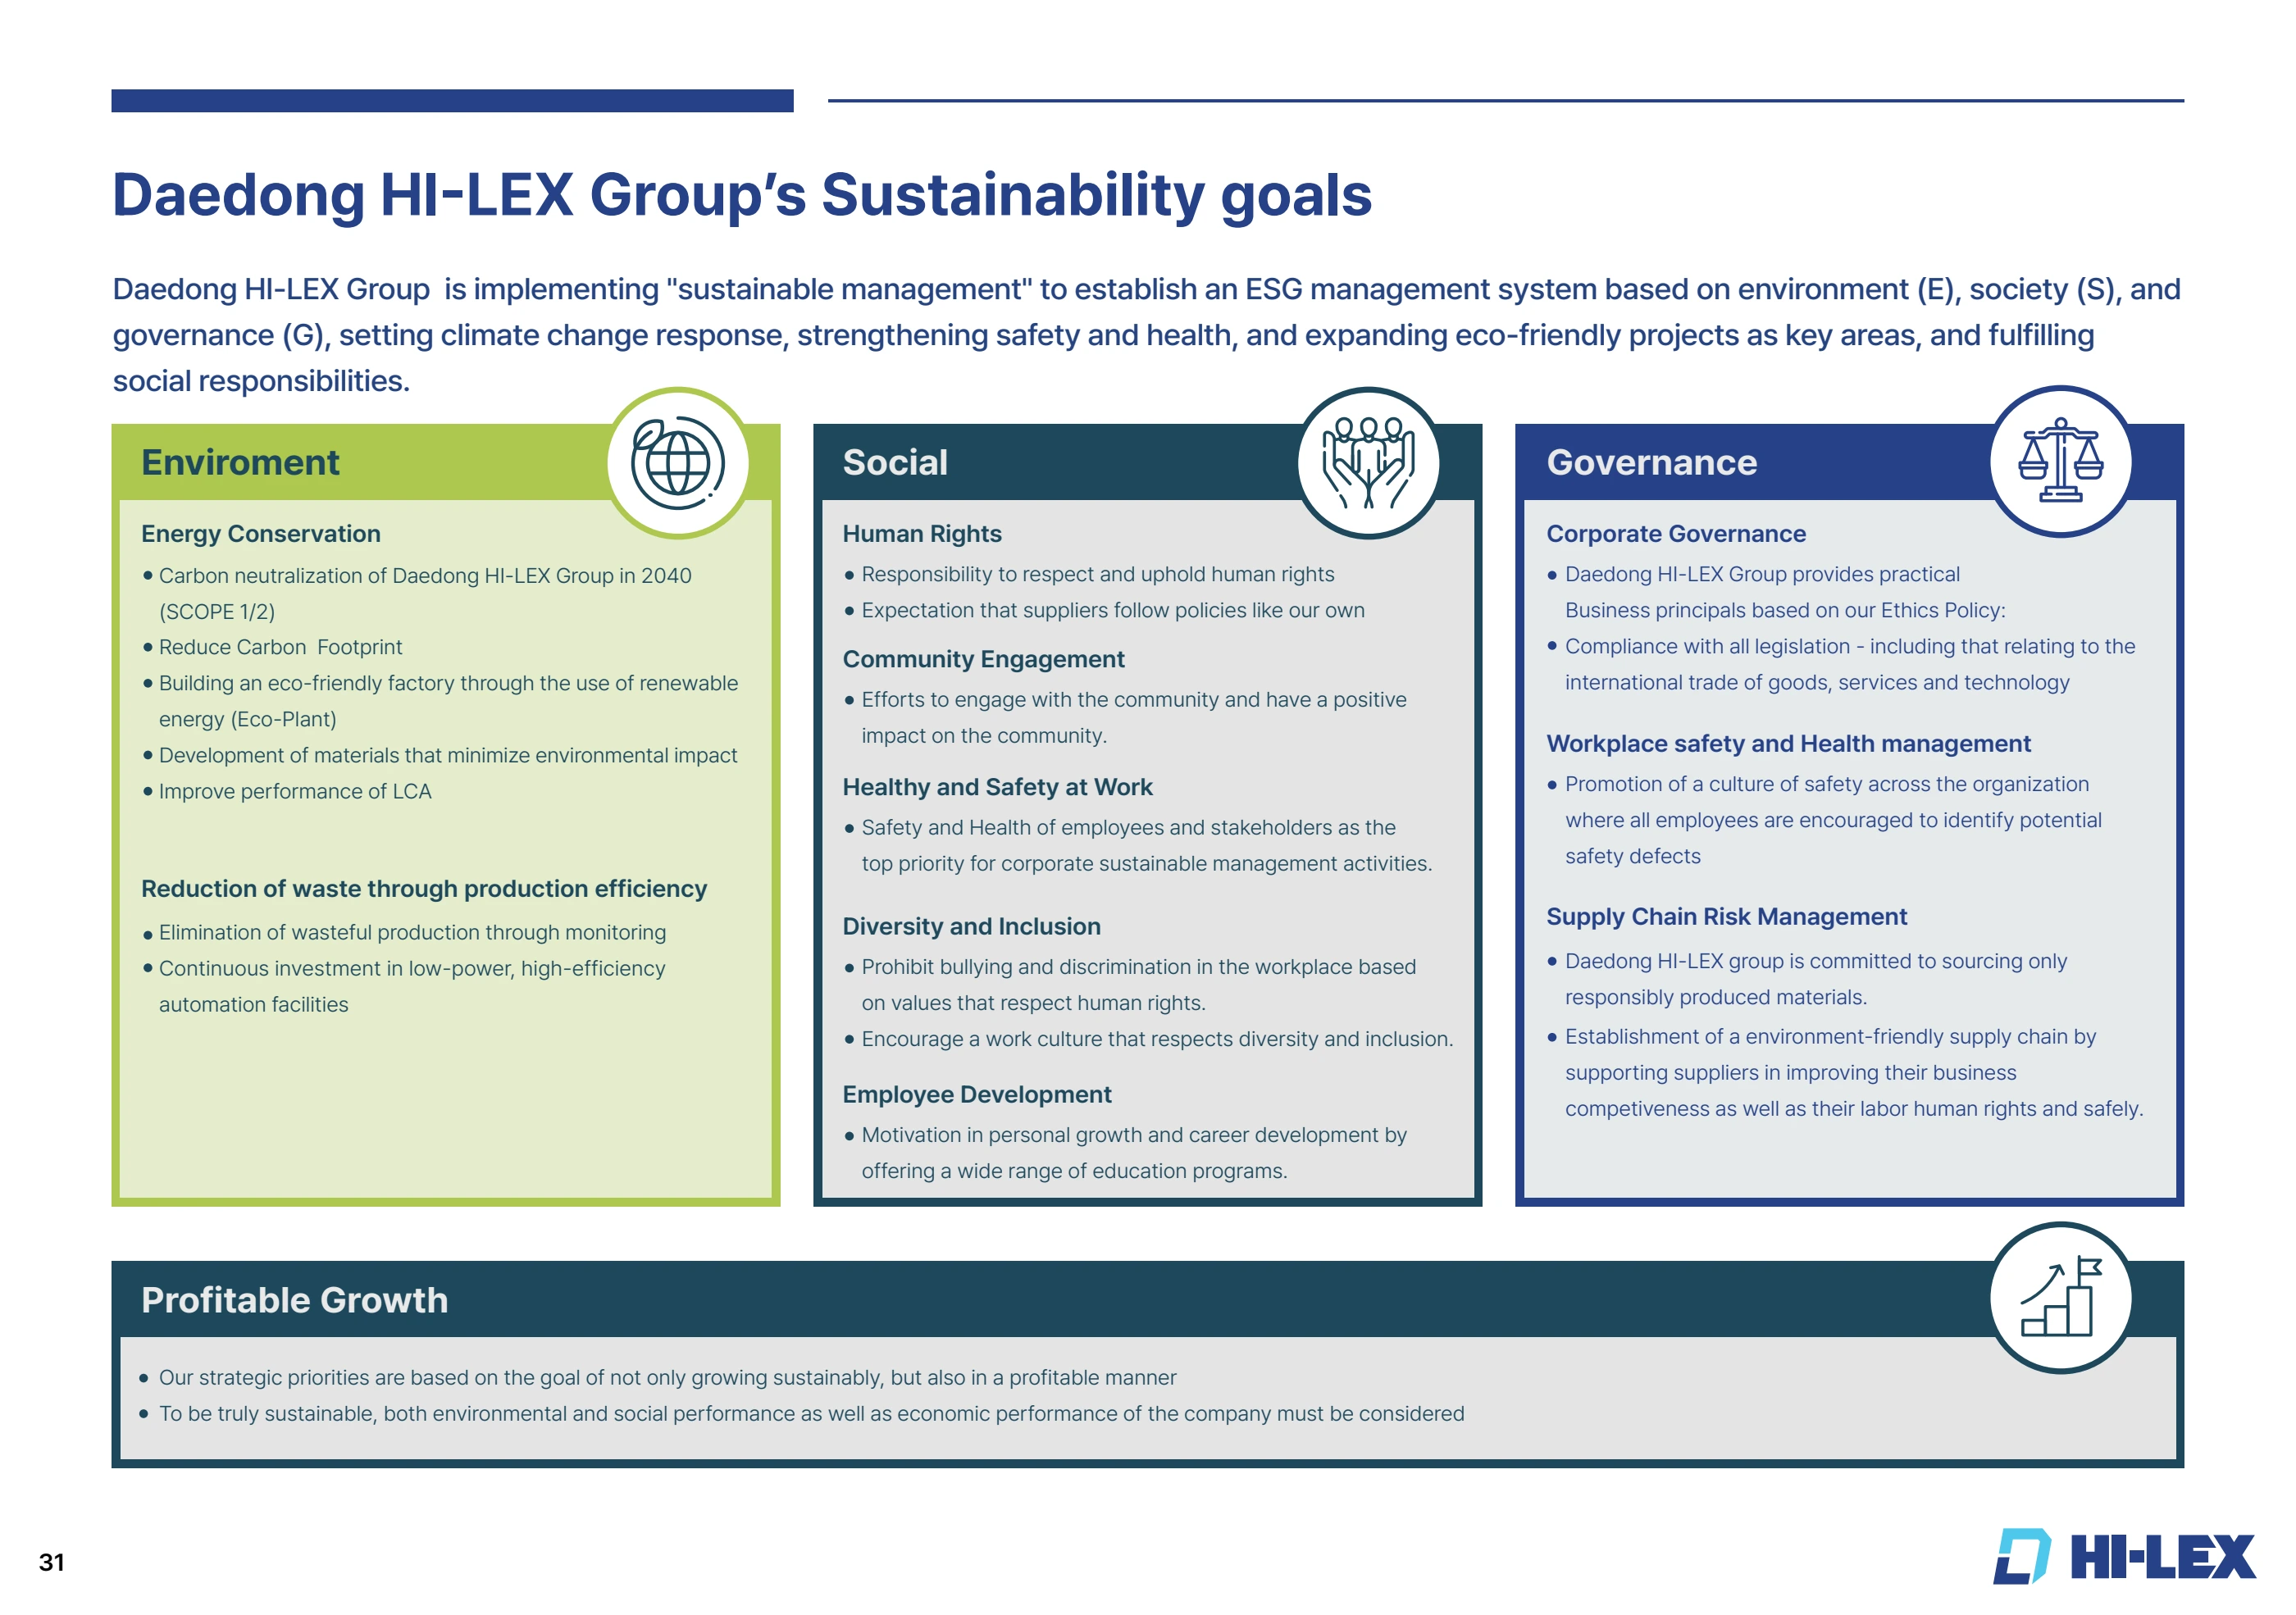 Daedong HI-LEX Group’s Sustainability goals
Daedong HI-LEX Group  is implementing "sustainable management" to establish an ESG management system based on environment (E), society (S), and
governance (G), setting climate change response, strengthening safety and health, and expanding eco-friendly projects as key areas, and fulfilling
social responsibilities.
Enviroment
Energy Conservation
• Carbon neutralization of Daedong HI-LEX Group in 2040
(SCOPE 1/2)
• Reduce Carbon  Footprint
• Building an eco-friendly factory through the use of renewable
energy (Eco-Plant)
• Development of materials that minimize environmental impact
• Improve performance of LCA
Reduction of waste through production efficiency
• Elimination of wasteful production through monitoring
• Continuous investment in low-power, high-efficiency
automation facilities
Social
Human Rights
• Responsibility to respect and uphold human rights
• Expectation that suppliers follow policies like our own
Community Engagement
• Efforts to engage with the community and have a positive
impact on the community.
Healthy and Safety at Work
• Safety and Health of employees and stakeholders as the
top priority for corporate sustainable management activities.
Diversity and Inclusion
• Prohibit bullying and discrimination in the workplace based
on values that respect human rights.
• Encourage a work culture that respects diversity and inclusion.
Employee Development
• Motivation in personal growth and career development by
offering a wide range of education programs.
Governance
Corporate Governance
• Daedong HI-LEX Group provides practical
Business principals based on our Ethics Policy:
• Compliance with all legislation - including that relating to the
international trade of goods, services and technology
Workplace safety and Health management
• Promotion of a culture of safety across the organization
where all employees are encouraged to identify potential
safety defects
Supply Chain Risk Management
• Daedong HI-LEX group is committed to sourcing only
responsibly produced materials.
• Establishment of a environment-friendly supply chain by
supporting suppliers in improving their business
competiveness as well as their labor human rights and safely.
Profitable Growth
• Our strategic priorities are based on the goal of not only growing sustainably, but also in a profitable manner
• To be truly sustainable, both environmental and social performance as well as economic performance of the company must be considered
31
HI-LEX